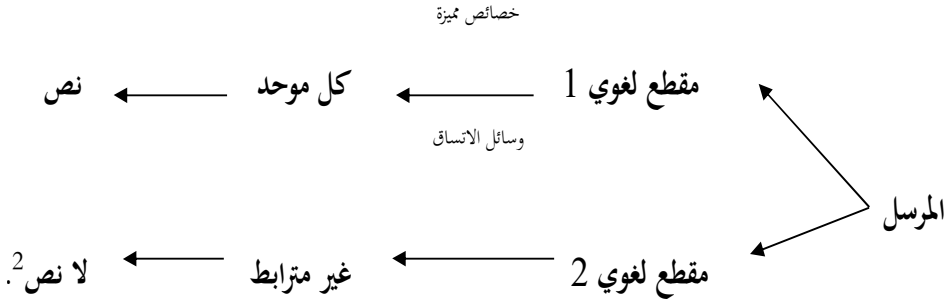 خصائص مميزة
مقطع لغوي 1 كل موحد نص
وسائل الاتساق
المرسل
مقطع لغوي 2 غير مترابط لا نص2.